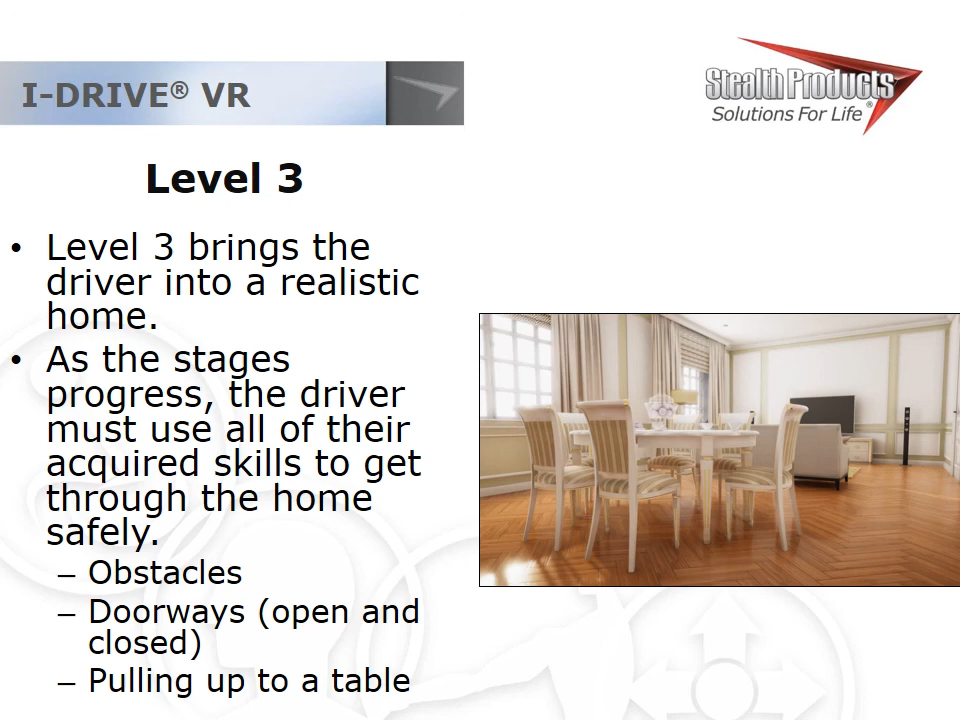 I-DRIVE® VR
Stealth Products®
Solutions For Life
Level 3
• Level 3 brings the
driver into a realistic
home.
• As the stages
progress, the driver
must use all of their
acquired skills to get
through the home
safely.
– Obstacles
– Doorways (open and
closed)
– Pulling up to a table